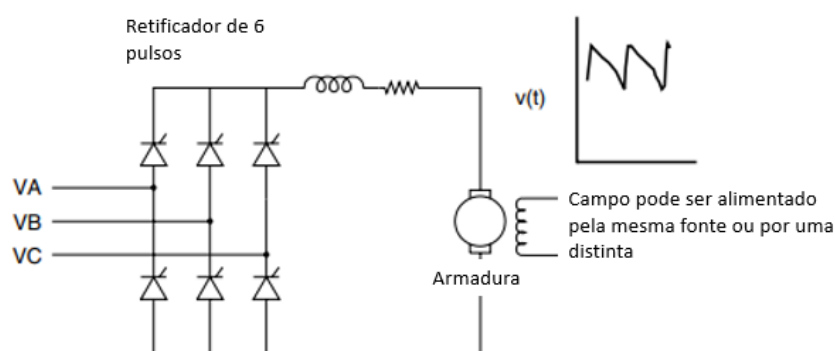 Retificador de 6
pulsos
v(t)
VA
VB
VC
Campo pode ser alimentado
pela mesma fonte ou por uma
distinta
Armadura